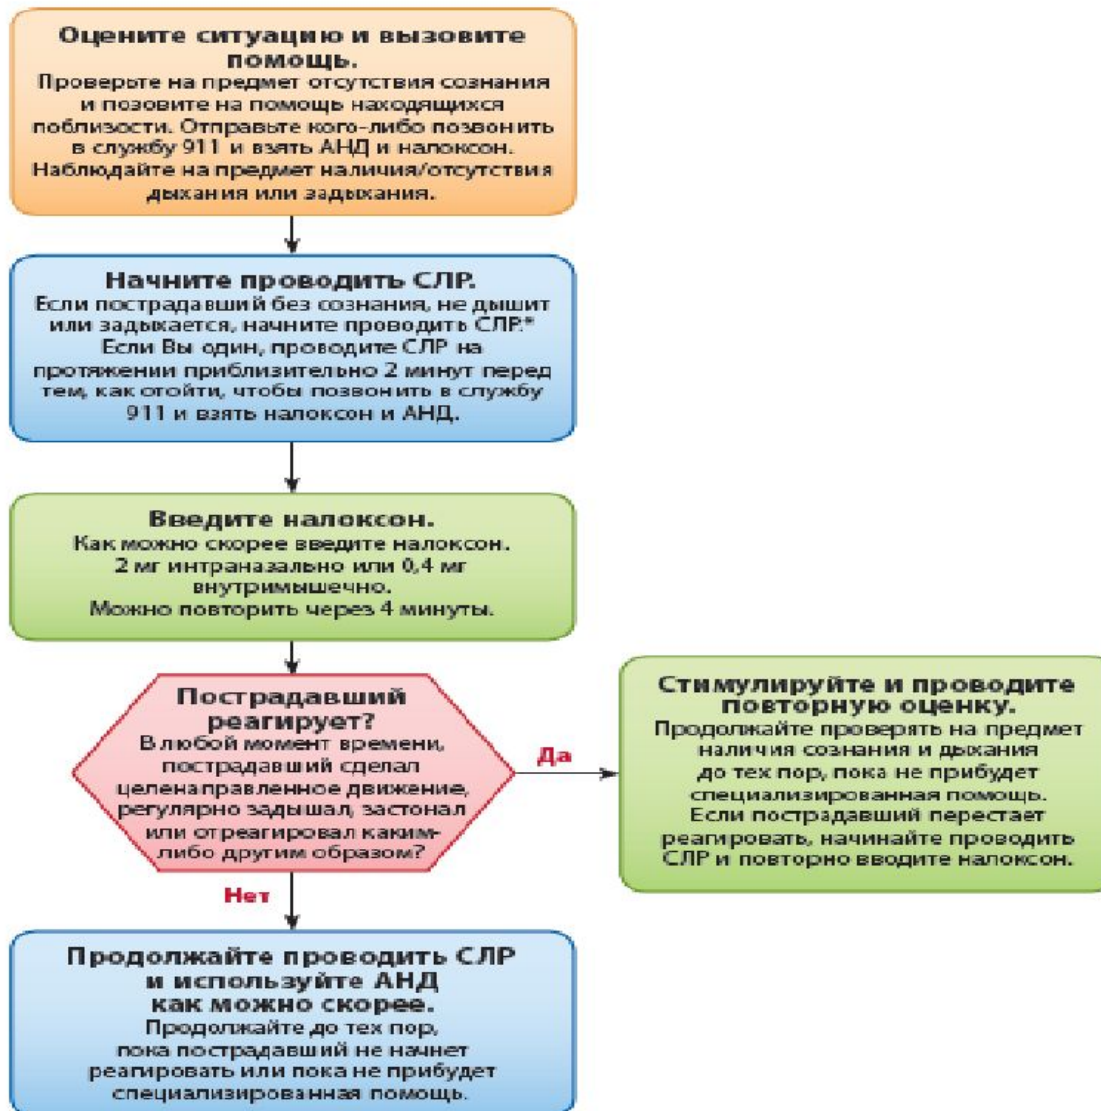 Оцените ситуацию и вызовите
помощь.
Проверьте на предмет отсутствия сознания
и позовите на помощь находящихся
поблизости. Отправьте кого-либо позвонить
в службу 911 и взять АНД и налоксон.
Наблюдайте на предмет наличия/отсутствия
дыхания или задыхания.
Начните проводить СЛР.
Если пострадавший без сознания, не дышит
или задыхается, начните проводить СЛР.*
Если Вы один, проводите СЛР на
протяжении приблизительно 2 минут перед
тем, как отойти, чтобы позвонить в службу
911 и взять налоксон и АНД.
Введите налоксон.
Как можно скорее введите налоксон.
2 мг интраназально или 0,4 мг
внутримышечно.
Можно повторить через 4 минуты.
Пострадавший
реагирует?
В любой момент времени,
пострадавший сделал
целенаправленное движение,
регулярно задышал, застонал
или отреагировал каким-
либо другим образом?
Да
Стимулируйте и проводите
повторную оценку.
Продолжайте проверять на предмет
наличия сознания и дыхания
до тех пор, пока не прибудет
специализированная помощь.
Если пострадавший перестает
реагировать, начинайте проводить
СЛР и повторно вводите налоксон.
Нет
Продолжайте проводить СЛР
и используйте АНД
как можно скорее.
Продолжайте до тех пор,
пока пострадавший не начнет
реагировать или пока не прибудет
специализированная помощь.